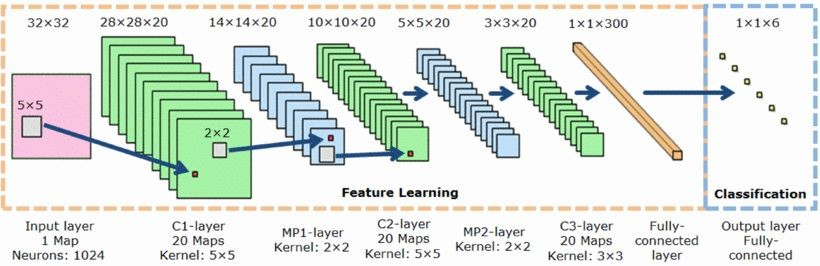 32×32
28×28×20
14×14×20
10×10×20
5×5×20
3×3×20
1×1×300
1×1×6
5×5
2×2
Feature Learning
Classification
Input layer
1 Map
Neurons: 1024
C1-layer
20 Maps
Kernel: 5×5
MP1-layer
Kernel: 2×2
C2-layer
20 Maps
Kernel: 5×5
MP2-layer
Kernel: 2×2
C3-layer
20 Maps
Kernel: 3×3
Fully-
connected
layer
Output layer
Fully-
connected